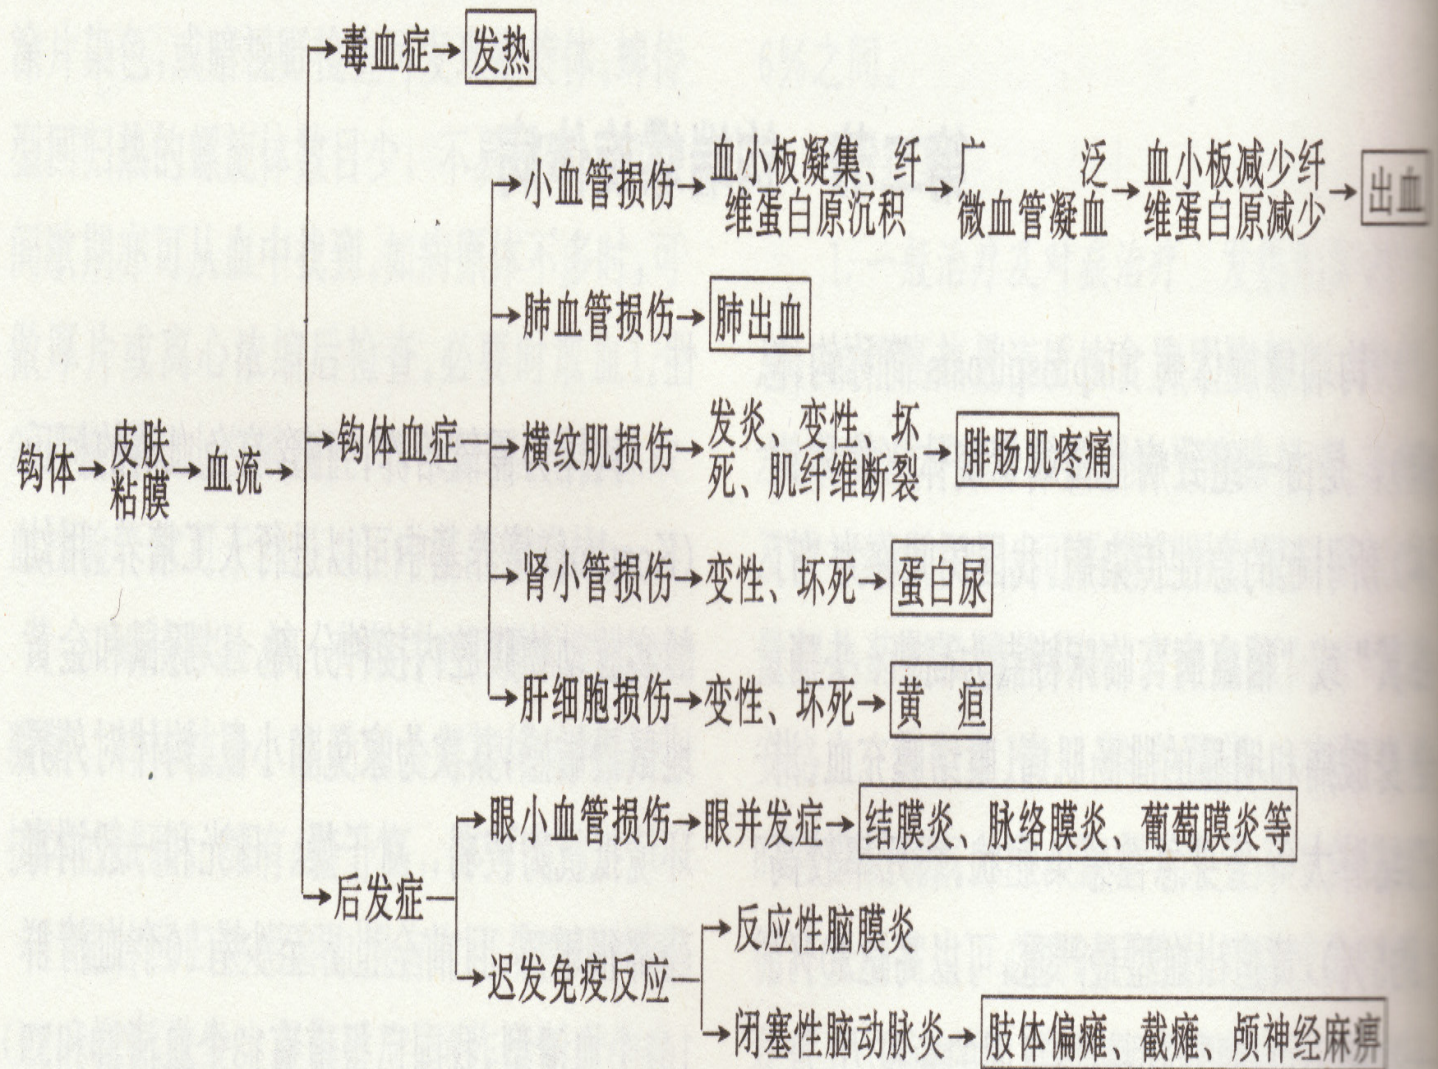 毒血症→发热
小血管损伤→血小板凝集、纤维蛋白原沉积→广泛微血管凝血→血小板减少纤维蛋白原减少→出血
肺血管损伤→肺出血
钩体→皮肤粘膜→血流→钩体血症
横纹肌损伤→发炎、变性、坏死、肌纤维断裂→腓肠肌疼痛
肾小管损伤→变性、坏死→蛋白尿
肝细胞损伤→变性、坏死→黄疸
后发症
眼小血管损伤→眼并发症→结膜炎、脉络膜炎、葡萄膜炎等
迟发免疫反应
反应性脑膜炎
闭塞性脑动脉炎→肢体偏瘫、截瘫、颅神经麻痹